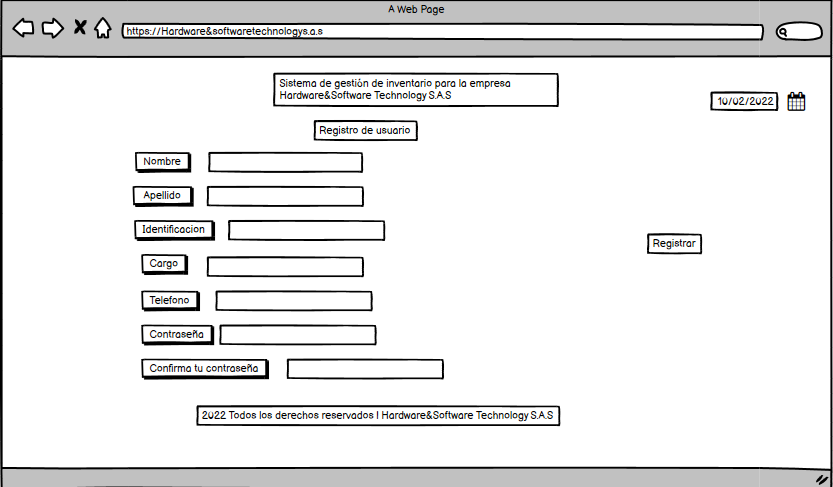 A Web Page
https://Hardware&softwaretechnologys.a.s
Sistema de gestión de inventario para la empresa
Hardware&Software Technology S.A.S
10/02/2022
Registro de usuario
Nombre
Apellido
Identificacion
Registrar
Cargo
Telefono
Contraseña
Confirma tu contraseña
2022 Todos los derechos reservados | Hardware&Software Technology S.A.S